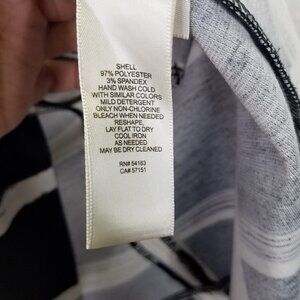 SHELL
97% POLYESTER
3% SPANDEX
HAND WASH COLD
WITH SIMILAR COLORS
MILD DETERGENT
ONLY NON-CHLORINE
BLEACH WHEN NEEDED
RESHAPE,
LAY FLAT TO DRY
COOL IRON
AS NEEDED
MAY BE DRY CLEANED
RN# 54163
CA# 57151